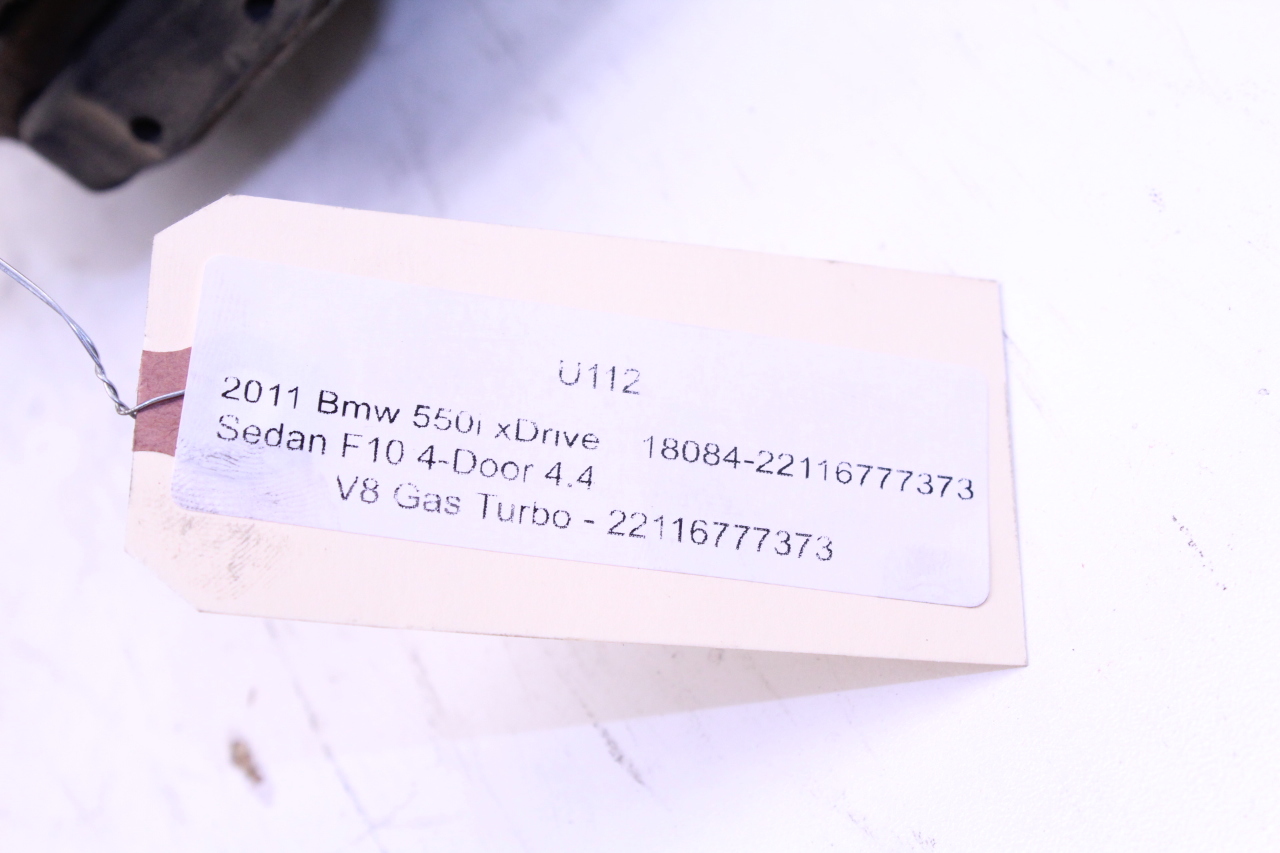 U112
2011 Bmw 550i xDrive 18084-22116777373
Sedan F10 4-Door 4.4
V8 Gas Turbo - 22116777373